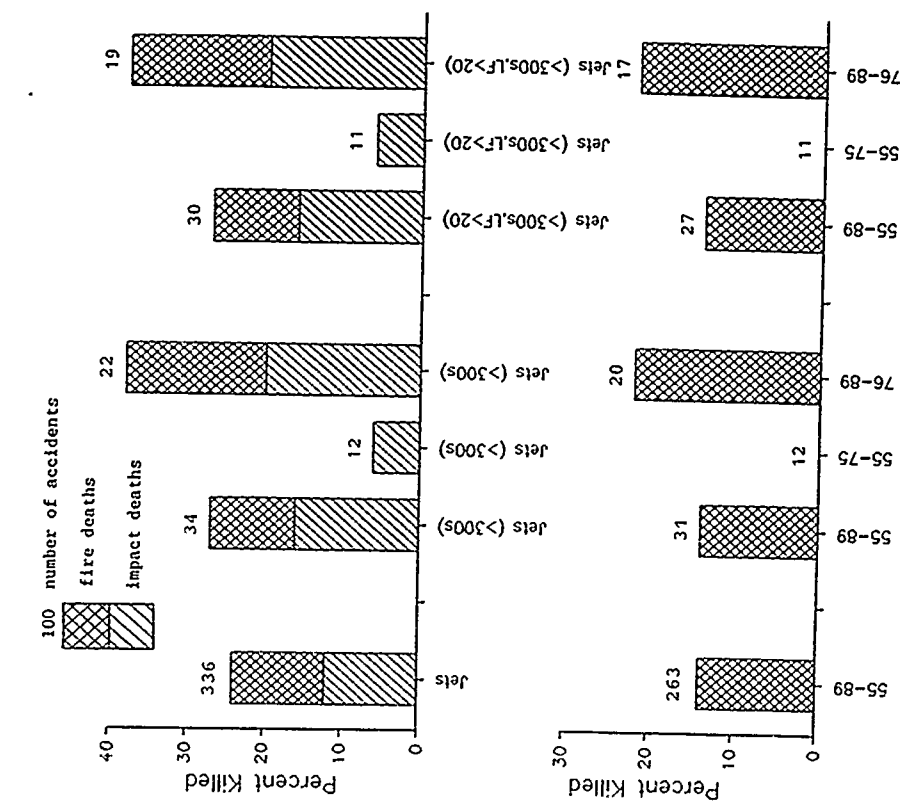 100 number of accidents
fire deaths
impact deaths
Percent Killed
40
30
20
10
0
336
34
12
22
30
11
19
Jets
Jets (>300s)
Jets (>300s)
Jets (>300s)
Jets (>300s,LF>20)
Jets (>300s,LF>20)
Jets (>300s,LF>20)
Percent Killed
30
20
10
0
263
31
12
20
27
11
17
55-89
55-89
55-75
76-89
55-89
55-75
76-89